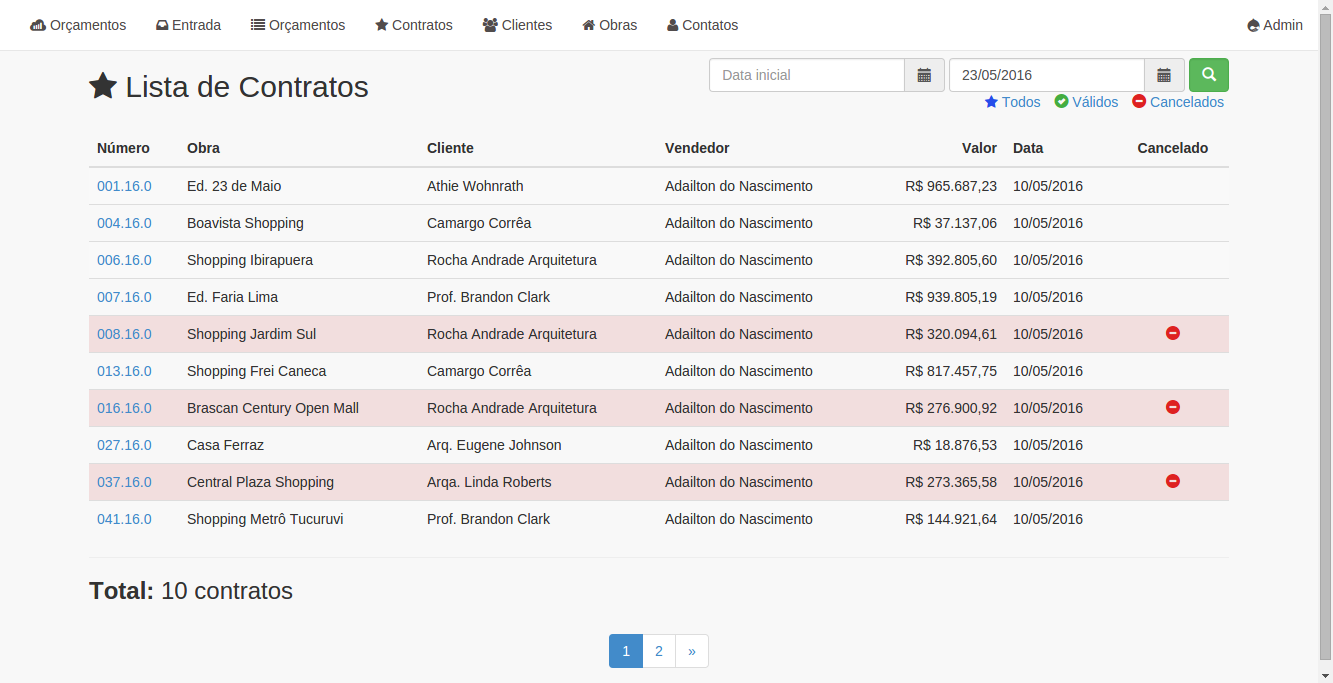 Orçamentos Entrada Orçamentos Contratos Clientes Obras Contatos Admin
Lista de Contratos
Data inicial 23/05/2016
Todos Válidos Cancelados
Número Obra Cliente Vendedor Valor Data Cancelado
001.16.0 Ed. 23 de Maio Athie Wohnrath Adailton do Nascimento R$ 965.687,23 10/05/2016
004.16.0 Boavista Shopping Camargo Corrêa Adailton do Nascimento R$ 37.137,06 10/05/2016
006.16.0 Shopping Ibirapuera Rocha Andrade Arquitetura Adailton do Nascimento R$ 392.805,60 10/05/2016
007.16.0 Ed. Faria Lima Prof. Brandon Clark Adailton do Nascimento R$ 939.805,19 10/05/2016
008.16.0 Shopping Jardim Sul Rocha Andrade Arquitetura Adailton do Nascimento R$ 320.094,61 10/05/2016
013.16.0 Shopping Frei Caneca Camargo Corrêa Adailton do Nascimento R$ 817.457,75 10/05/2016
016.16.0 Brascan Century Open Mall Rocha Andrade Arquitetura Adailton do Nascimento R$ 276.900,92 10/05/2016
027.16.0 Casa Ferraz Arq. Eugene Johnson Adailton do Nascimento R$ 18.876,53 10/05/2016
037.16.0 Central Plaza Shopping Arqa. Linda Roberts Adailton do Nascimento R$ 273.365,58 10/05/2016
041.16.0 Shopping Metrô Tucuruvi Prof. Brandon Clark Adailton do Nascimento R$ 144.921,64 10/05/2016
Total: 10 contratos
1 2 »